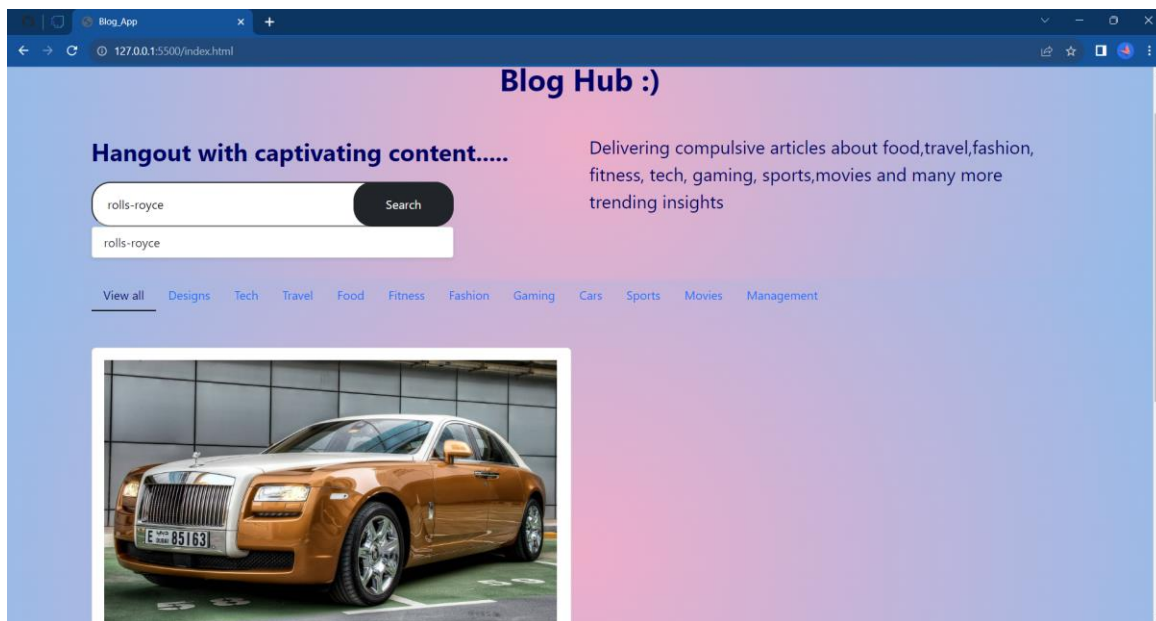 Blog_App
127.0.0.1:5500/index.html
Blog Hub :)
Hangout with captivating content.....
Delivering compulsive articles about food,travel,fashion,
fitness, tech, gaming, sports,movies and many more
trending insights
rolls-royce
Search
rolls-royce
View all Designs Tech Travel Food Fitness Fashion Gaming Cars Sports Movies Management
E 85163
58
59